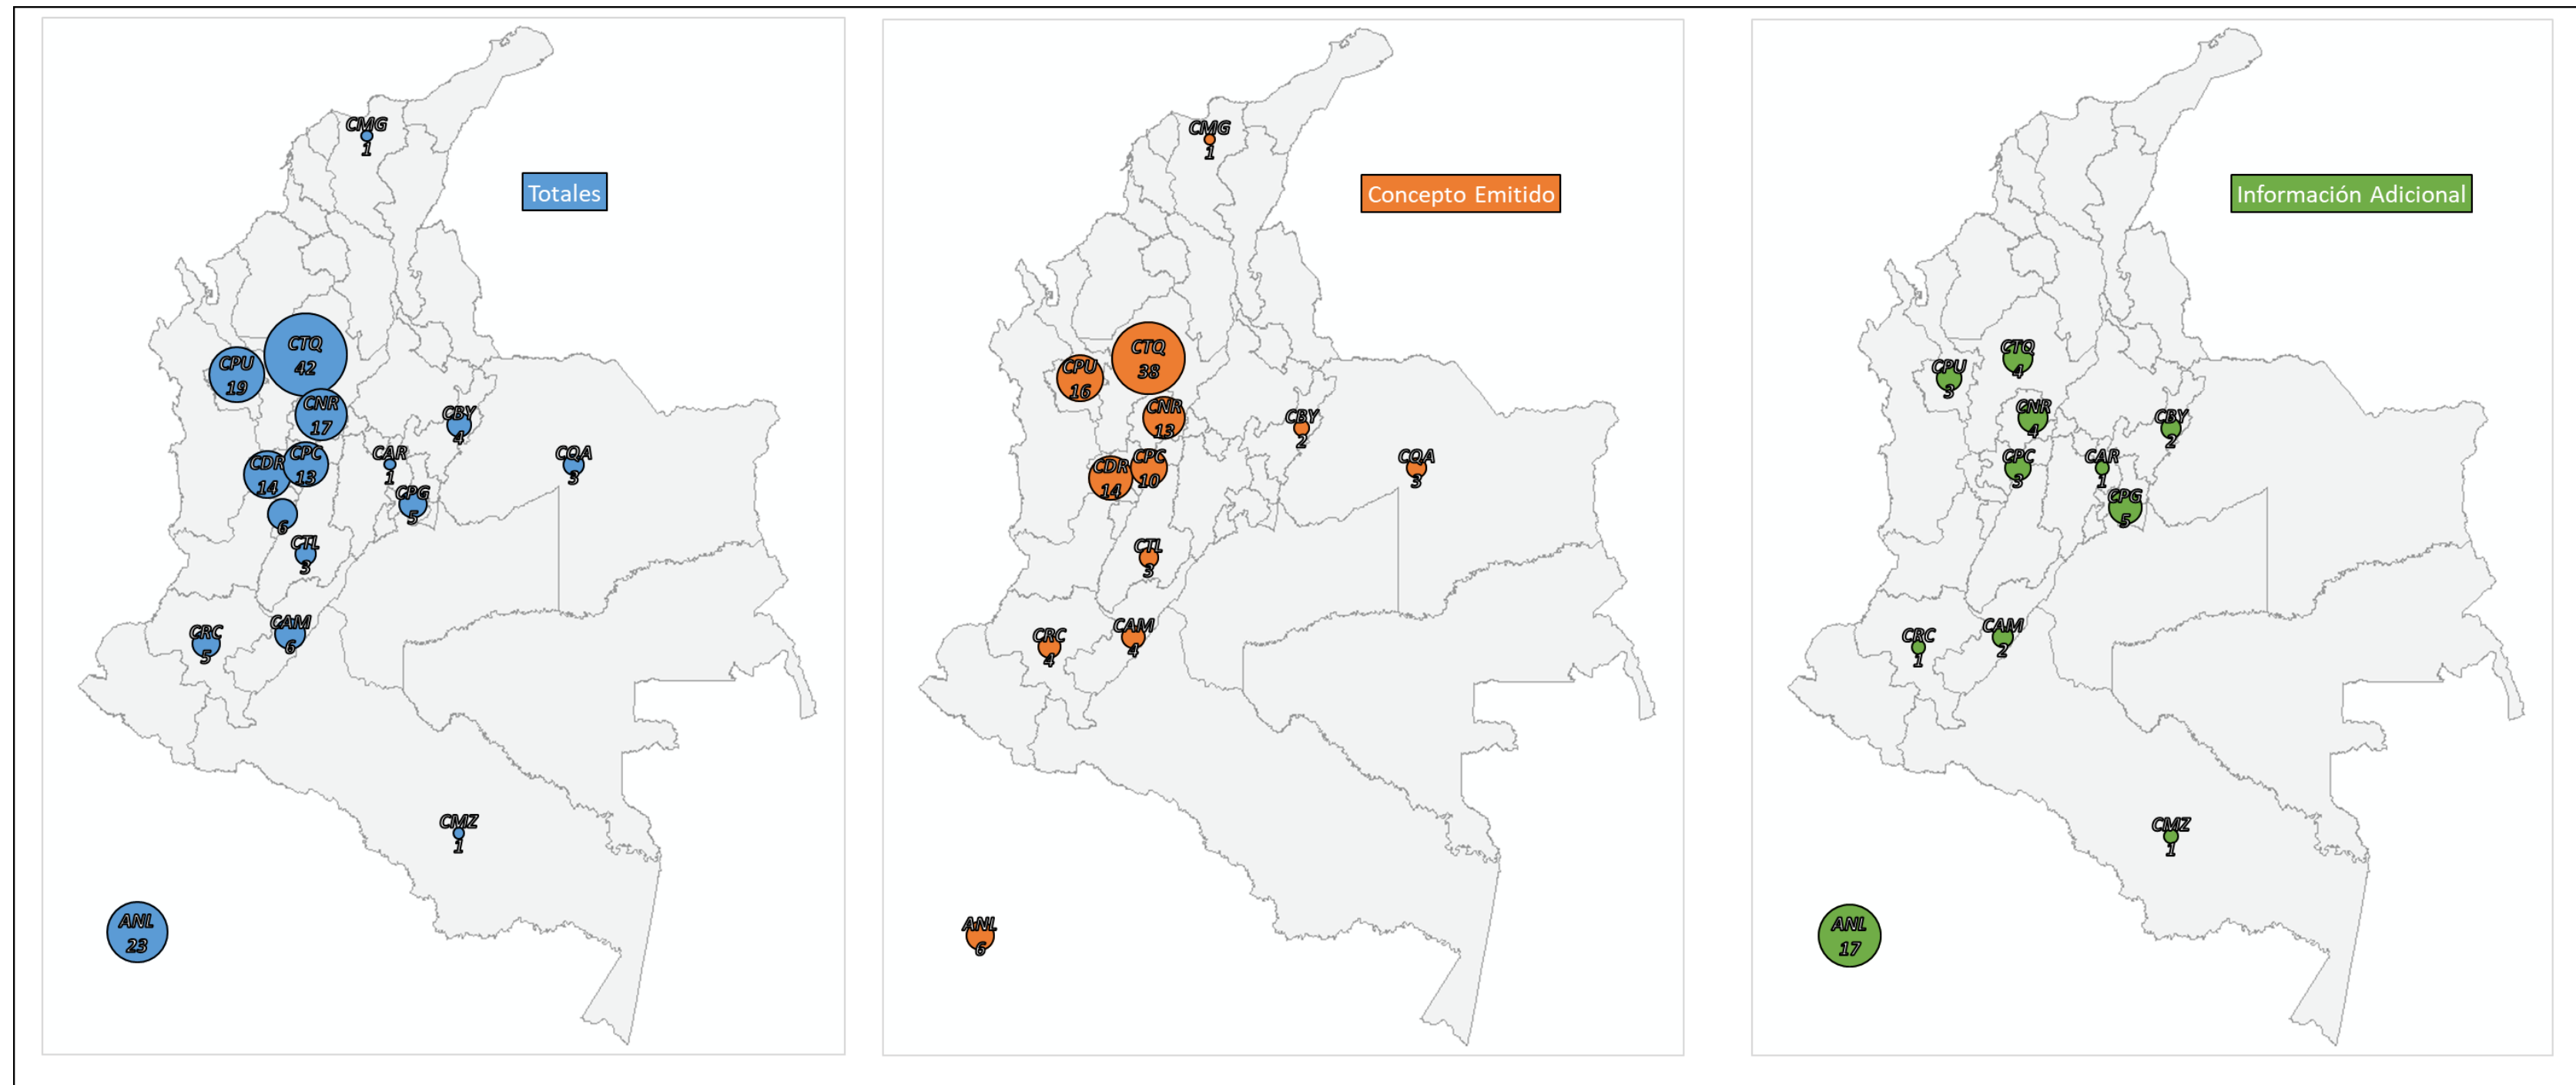 CMG
1
Totales
CTQ
42
CPU
19
CNR
17
CBY
4
CAR
1
CQA
3
CPC
13
CDR
14
CPG
5
6
CTL
3
CAM
6
CRC
5
CMZ
1
ANL
23
CMG
1
Concepto Emitido
CTQ
38
CPU
16
CNR
13
CBY
2
CQA
3
CPC
10
CDR
14
CTL
3
CAM
4
CRC
4
ANL
6
Información Adicional
CTQ
4
CPU
3
CNR
4
CBY
2
CPC
3
CAR
1
CPG
5
CAM
2
CRC
1
CMZ
1
ANL
17